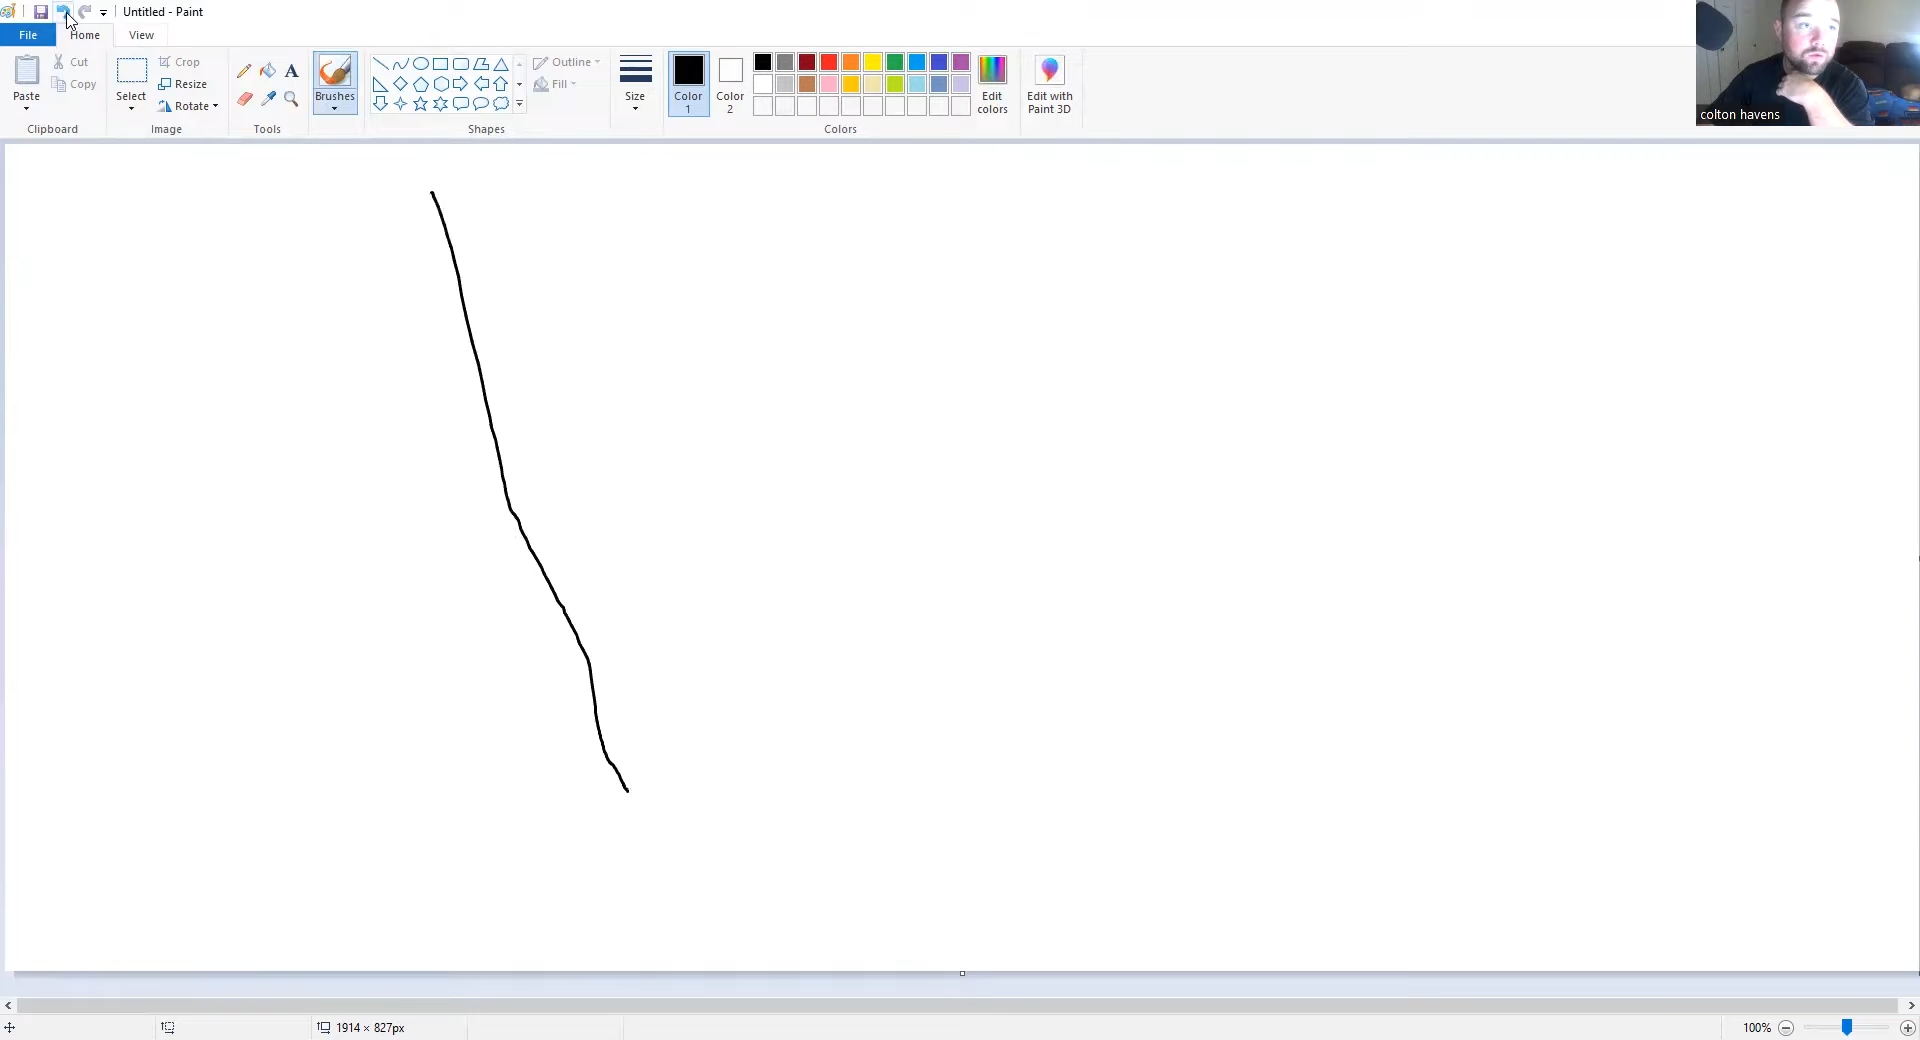 Untitled - Paint
File Home View
Paste
Cut
Copy
Clipboard
Select
Crop
Resize
Rotate
Image
A
Tools
Brushes
Outline
Fill
Shapes
Size
Color 1
Color 2
Edit colors
Colors
Edit with Paint 3D
colton havens
1914 × 827px
100%